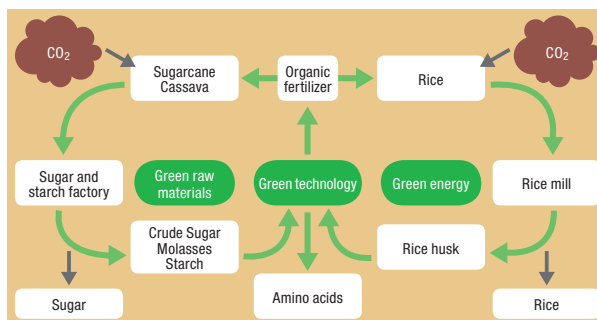 CO2
CO2
Sugarcane
Cassava
Organic
fertilizer
Rice
Sugar and
starch factory
Green raw
materials
Green technology
Green energy
Rice mill
Crude Sugar
Molasses
Starch
Rice husk
Sugar
Amino acids
Rice